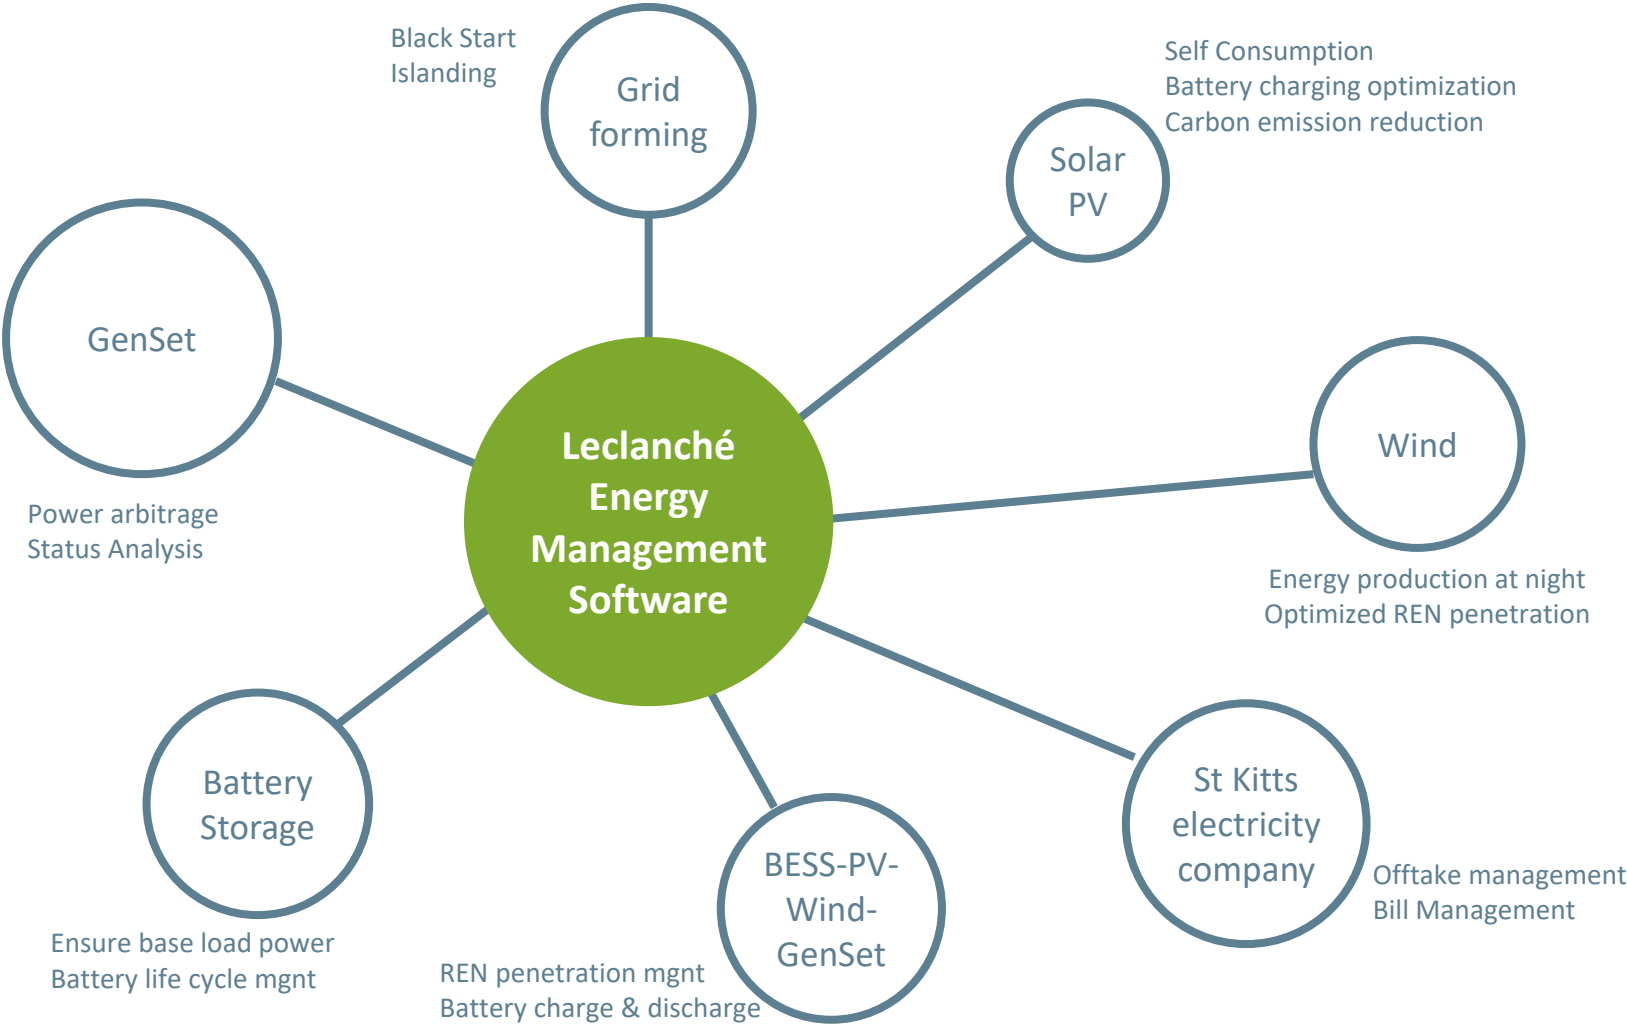 Black Start
Islanding
Grid
forming
Self Consumption
Battery charging optimization
Carbon emission reduction
Solar
PV
GenSet
Power arbitrage
Status Analysis
Leclanché
Energy
Management
Software
Wind
Energy production at night
Optimized REN penetration
Battery
Storage
Ensure base load power
Battery life cycle mgnt
BESS-PV-
Wind-
GenSet
REN penetration mgnt
Battery charge & discharge
St Kitts
electricity
company
Offtake management
Bill Management